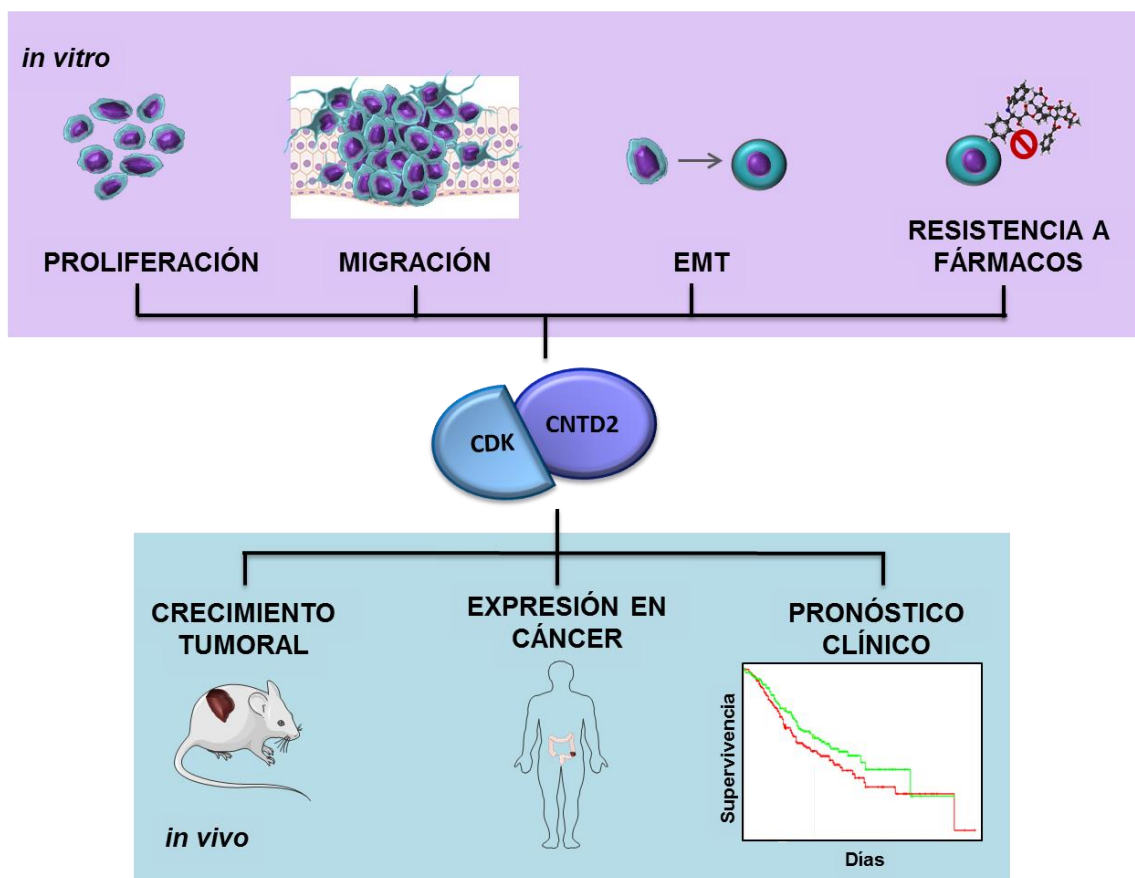 in vitro
PROLIFERACIÓN
MIGRACIÓN
EMT
RESISTENCIA A
FÁRMACOS
CDK
CNTD2
CRECIMIENTO
TUMORAL
EXPRESIÓN EN
CÁNCER
PRONÓSTICO
CLÍNICO
Supervivencia
Días
in vivo